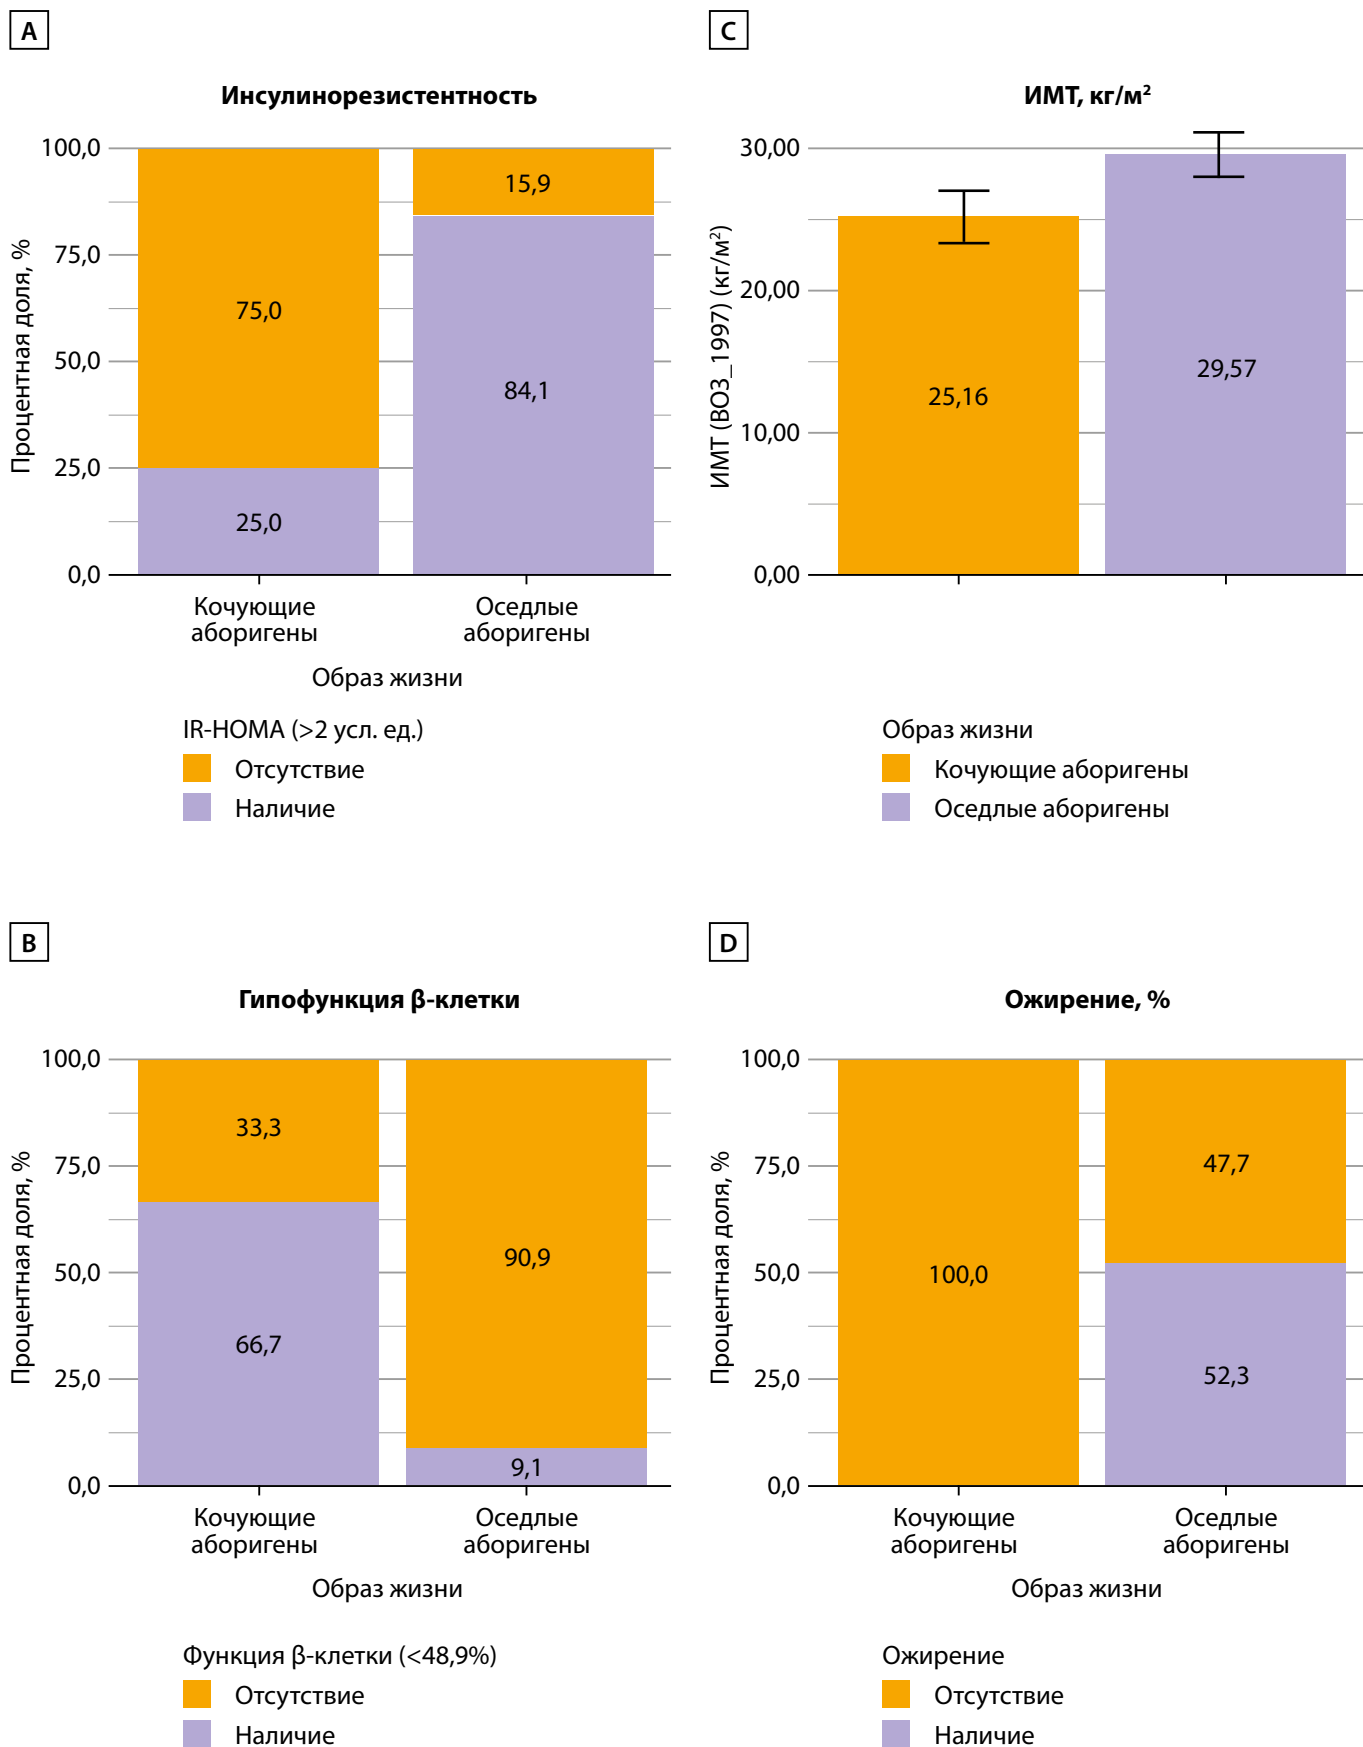 A
Инсулинорезистентность
100,0
75,0
50,0
25,0
0,0
Процентная доля, %
75,0
25,0
15,9
84,1
Кочующие
аборигены
Оседлые
аборигены
Образ жизни
IR-HOMA (>2 усл. ед.)
Отсутствие
Наличие
C
ИМТ, кг/м²
30,00
20,00
10,00
0,00
ИМТ (ВОЗ_1997) (кг/м²)
25,16
29,57
Образ жизни
Кочующие аборигены
Оседлые аборигены
B
Гипофункция β-клетки
100,0
75,0
50,0
25,0
0,0
Процентная доля, %
33,3
66,7
90,9
9,1
Кочующие
аборигены
Оседлые
аборигены
Образ жизни
Функция β-клетки (<48,9%)
Отсутствие
Наличие
D
Ожирение, %
100,0
75,0
50,0
25,0
0,0
Процентная доля, %
100,0
47,7
52,3
Кочующие
аборигены
Оседлые
аборигены
Образ жизни
Ожирение
Отсутствие
Наличие